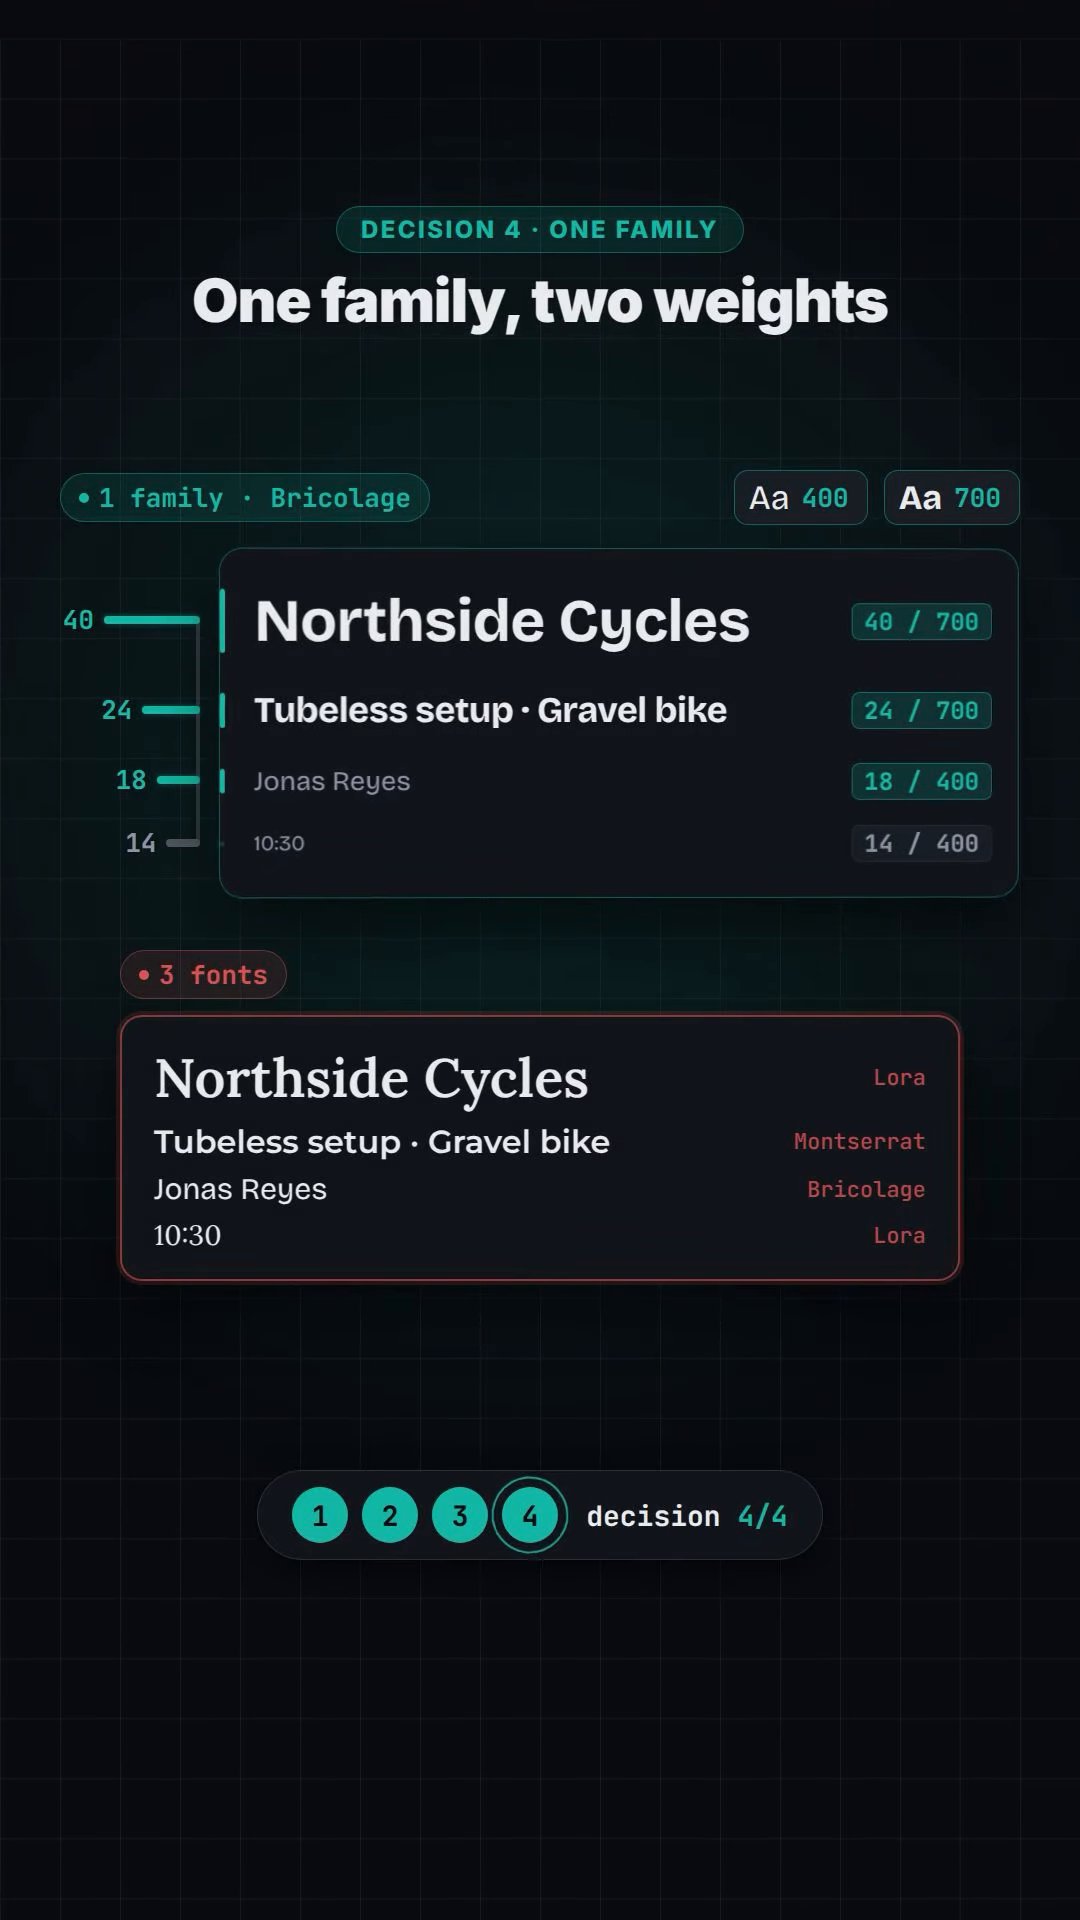 DECISION 4 · ONE FAMILY
One family, two weights
1 family · Bricolage
Aa 400
Aa 700
40
Northside Cycles
40 / 700
24
Tubeless setup · Gravel bike
24 / 700
18
Jonas Reyes
18 / 400
14
10:30
14 / 400
3 fonts
Northside Cycles
Lora
Tubeless setup · Gravel bike
Montserrat
Jonas Reyes
Bricolage
10:30
Lora
1 2 3 4 decision 4/4